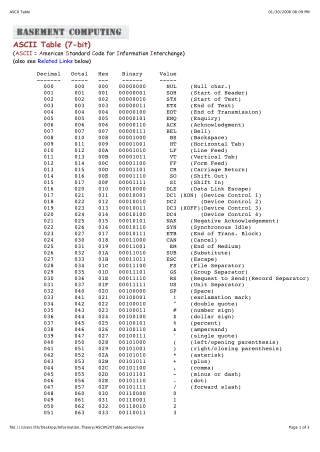 ASCII Table 01/30/2006 06:09 PM
BASEMENT COMPUTING
ASCII Table (7-bit)
(ASCII = American Standard Code for Information Interchange)
(also see Related Links below)
Decimal Octal Hex Binary Value
------- ----- --- ------ -----
000 000 000 00000000 NUL (Null char.)
001 001 001 00000001 SOH (Start of Header)
002 002 002 00000010 STX (Start of Text)
003 003 003 00000011 ETX (End of Text)
004 004 004 00000100 EOT (End of Transmission)
005 005 005 00000101 ENQ (Enquiry)
006 006 006 00000110 ACK (Acknowledgment)
007 007 007 00000111 BEL (Bell)
008 010 008 00001000 BS (Backspace)
009 011 009 00001001 HT (Horizontal Tab)
010 012 00A 00001010 LF (Line Feed)
011 013 00B 00001011 VT (Vertical Tab)
012 014 00C 00001100 FF (Form Feed)
013 015 00D 00001101 CR (Carriage Return)
014 016 00E 00001110 SO (Shift Out)
015 017 00F 00001111 SI (Shift In)
016 020 010 00010000 DLE (Data Link Escape)
017 021 011 00010001 DC1 (XON) (Device Control 1)
018 022 012 00010010 DC2 (Device Control 2)
019 023 013 00010011 DC3 (XOFF)(Device Control 3)
020 024 014 00010100 DC4 (Device Control 4)
021 025 015 00010101 NAK (Negative Acknowledgement)
022 026 016 00010110 SYN (Synchronous Idle)
023 027 017 00010111 ETB (End of Trans. Block)
024 030 018 00011000 CAN (Cancel)
025 031 019 00011001 EM (End of Medium)
026 032 01A 00011010 SUB (Substitute)
027 033 01B 00011011 ESC (Escape)
028 034 01C 00011100 FS (File Separator)
029 035 01D 00011101 GS (Group Separator)
030 036 01E 00011110 RS (Request to Send)(Record Separator)
031 037 01F 00011111 US (Unit Separator)
032 040 020 00100000 SP (Space)
033 041 021 00100001 ! (exclamation mark)
034 042 022 00100010 " (double quote)
035 043 023 00100011 # (number sign)
036 044 024 00100100 $ (dollar sign)
037 045 025 00100101 % (percent)
038 046 026 00100110 & (ampersand)
039 047 027 00100111 ' (single quote)
040 050 028 00101000 ( (left/opening parenthesis)
041 051 029 00101001 ) (right/closing parenthesis)
042 052 02A 00101010 * (asterisk)
043 053 02B 00101011 + (plus)
044 054 02C 00101100 , (comma)
045 055 02D 00101101 - (minus or dash)
046 056 02E 00101110 . (dot)
047 057 02F 00101111 / (forward slash)
048 060 030 00110000 0
049 061 031 00110001 1
050 062 032 00110010 2
051 063 033 00110011 3
Page 1 of 3